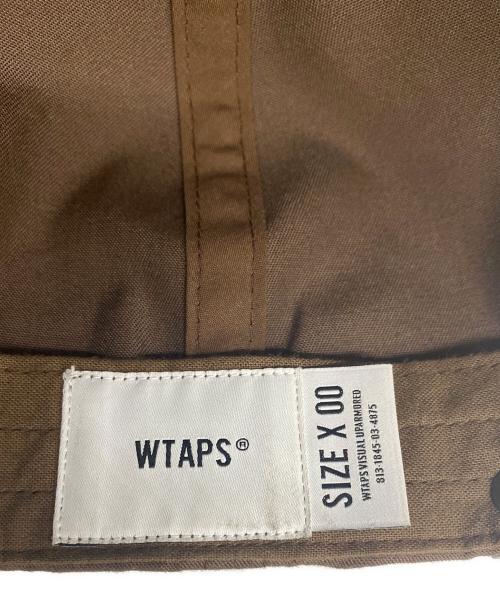 WTAPS®
SIZE X 00
WTAPS VISUAL UPARMORED
813-1845-03-4875